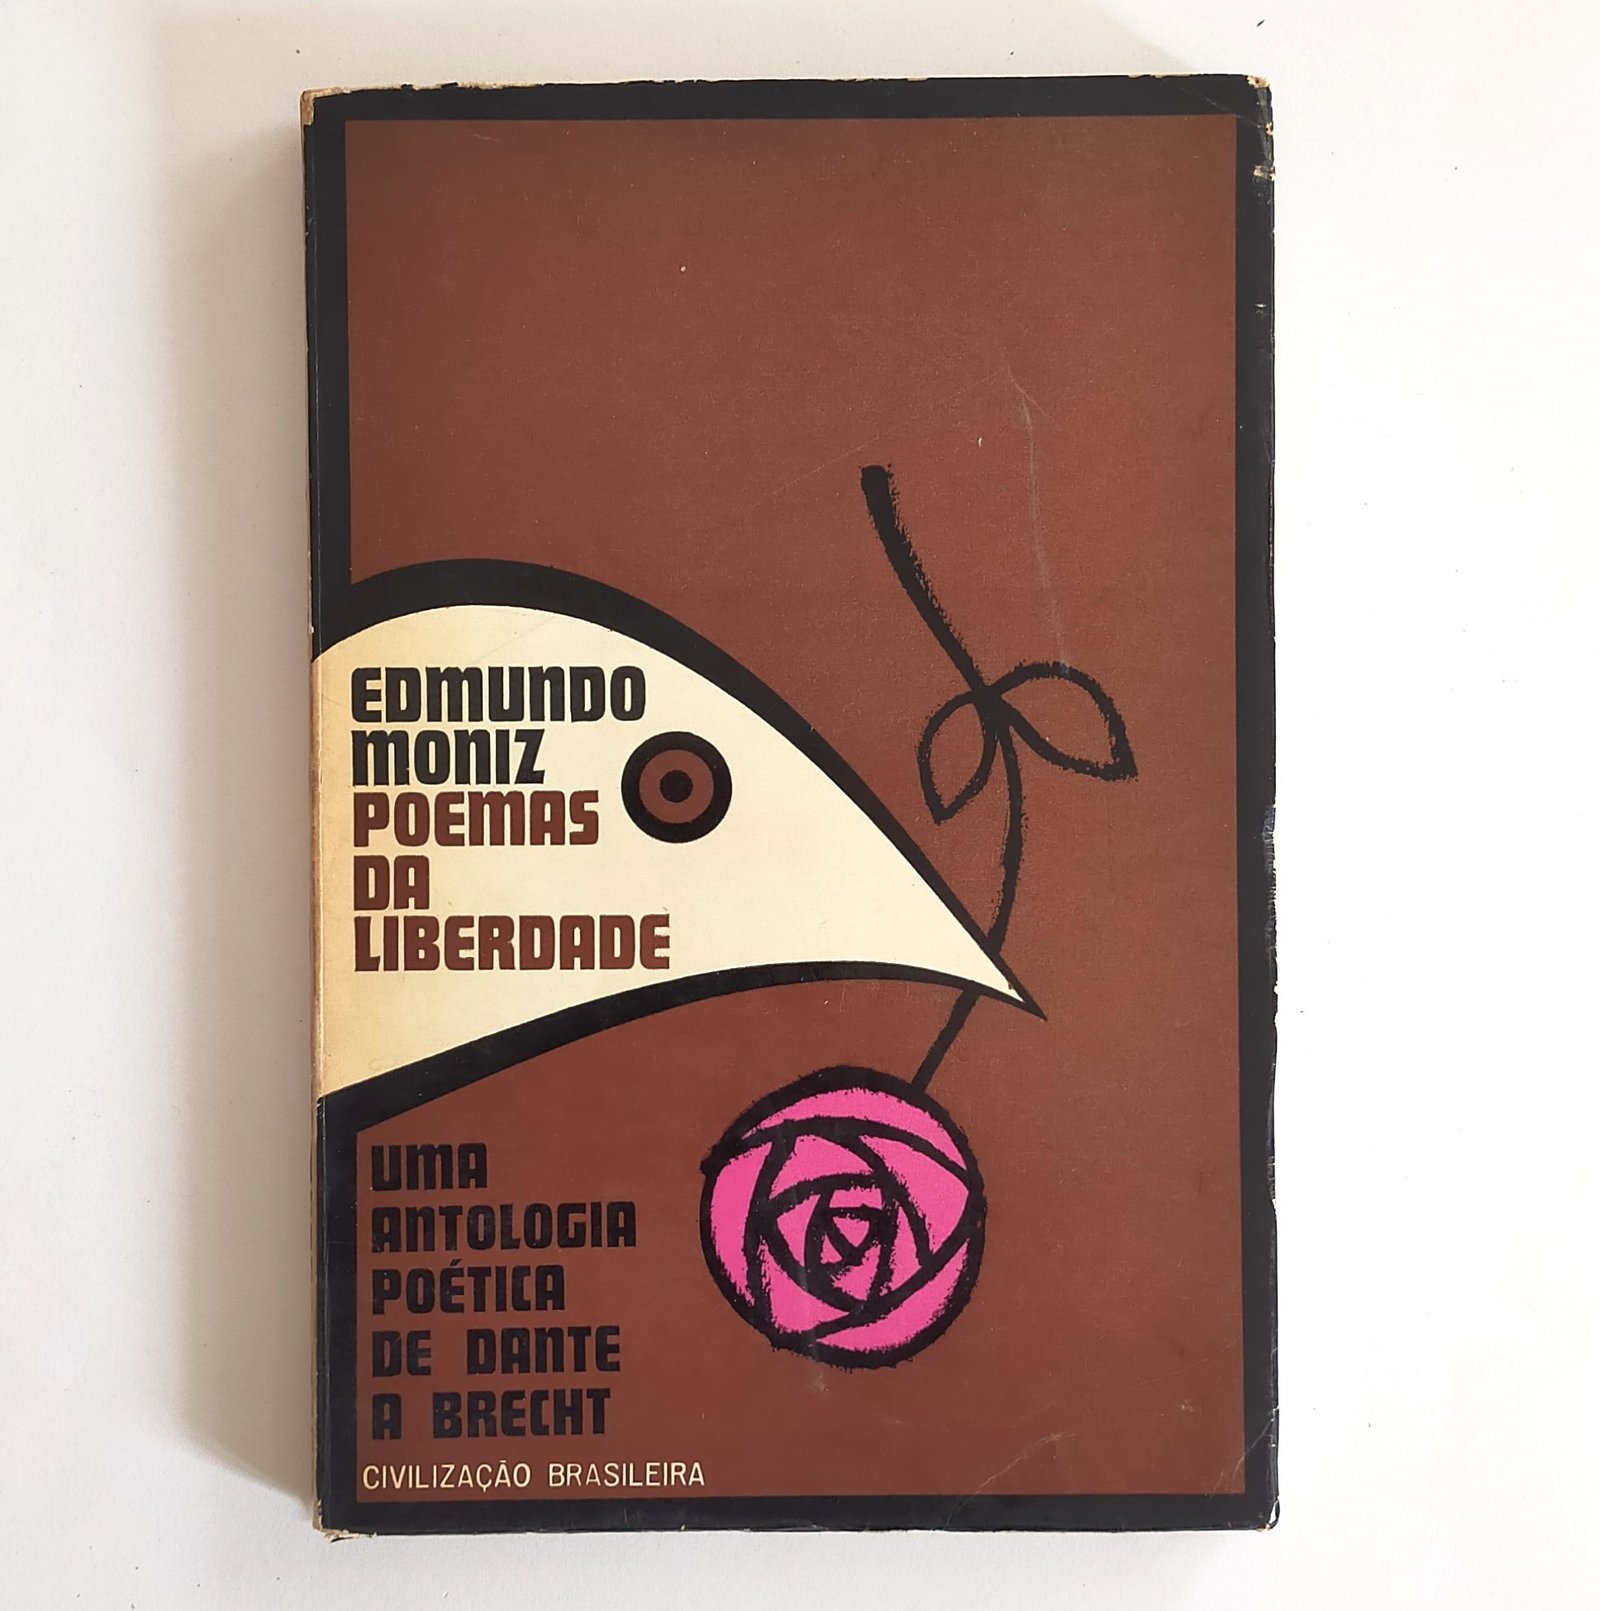 EDMUNDO
MONIZ
POEMAS
DA
LIBERDADE
UMA
ANTOLOGIA
POÉTICA
DE DANTE
A BRECHT
CIVILIZAÇÃO BRASILEIRA